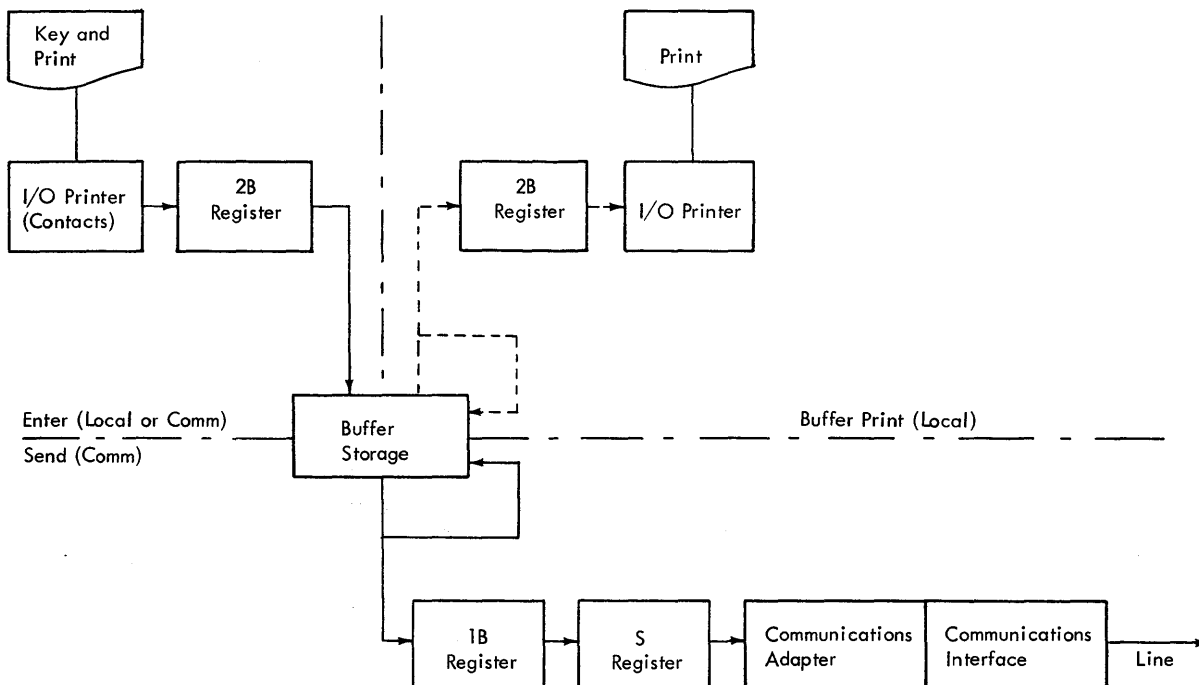 Key and
Print
Print
I/O Printer
(Contacts)
2B
Register
2B
Register
I/O Printer
Enter (Local or Comm)
Send (Comm)
Buffer
Storage
Buffer Print (Local)
1B
Register
S
Register
Communications
Adapter
Communications
Interface
Line